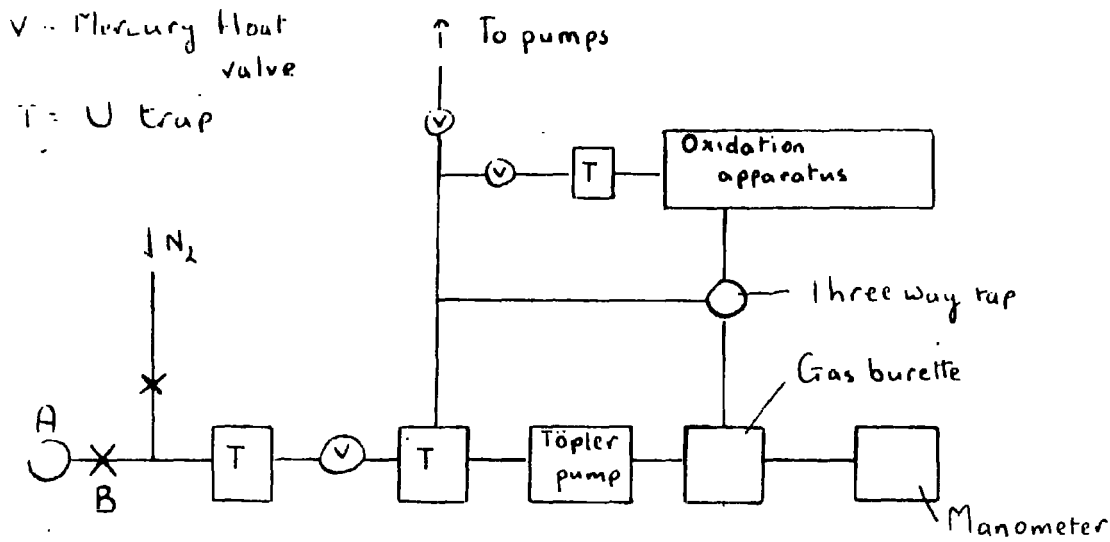 V - Mercury float
valve
T = U trap
↑ To pumps
V
V
T
Oxidation
apparatus
↓ N₂
Three way tap
Gas burette
A
B
T
V
T
Töpler
pump
Manometer